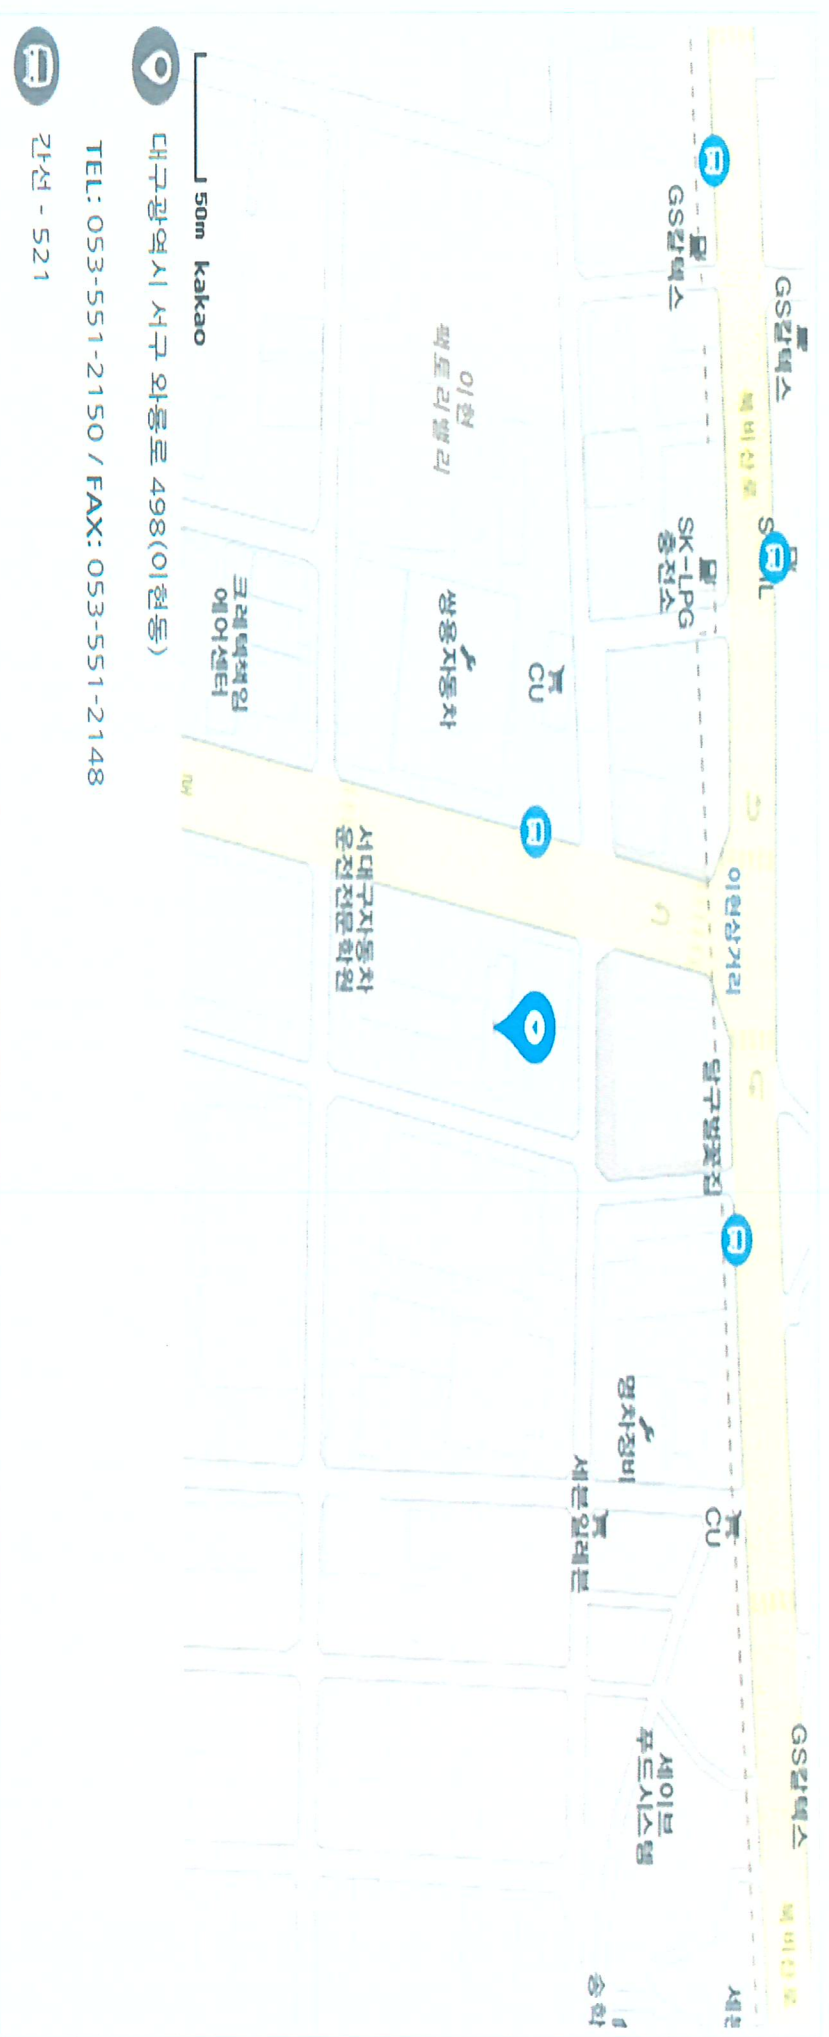 GS칼텍스
GS칼텍스
북비산로
SK-LPG
충전소
CU
이현
팩토리밸리
쌍용자동차
크레텍책임
에어센터
이현삼거리
서대구자동차
운전전문학원
달구벌꽃집
명차정비
세븐일레븐
CU
세이브
푸드시스템
GS칼텍스
북비산로
송학
50m kakao
대구광역시 서구 와룡로 498(이현동)
TEL: 053-551-2150 / FAX: 053-551-2148
간선 - 521